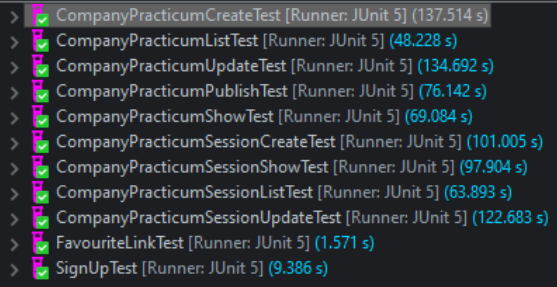 CompanyPracticumCreateTest [Runner: JUnit 5] (137.514 s)
CompanyPracticumListTest [Runner: JUnit 5] (48.228 s)
CompanyPracticumUpdateTest [Runner: JUnit 5] (134.692 s)
CompanyPracticumPublishTest [Runner: JUnit 5] (76.142 s)
CompanyPracticumShowTest [Runner: JUnit 5] (69.084 s)
CompanyPracticumSessionCreateTest [Runner: JUnit 5] (101.005 s)
CompanyPracticumSessionShowTest [Runner: JUnit 5] (97.904 s)
CompanyPracticumSessionListTest [Runner: JUnit 5] (63.893 s)
CompanyPracticumSessionUpdateTest [Runner: JUnit 5] (122.683 s)
FavouriteLinkTest [Runner: JUnit 5] (1.571 s)
SignUpTest [Runner: JUnit 5] (9.386 s)